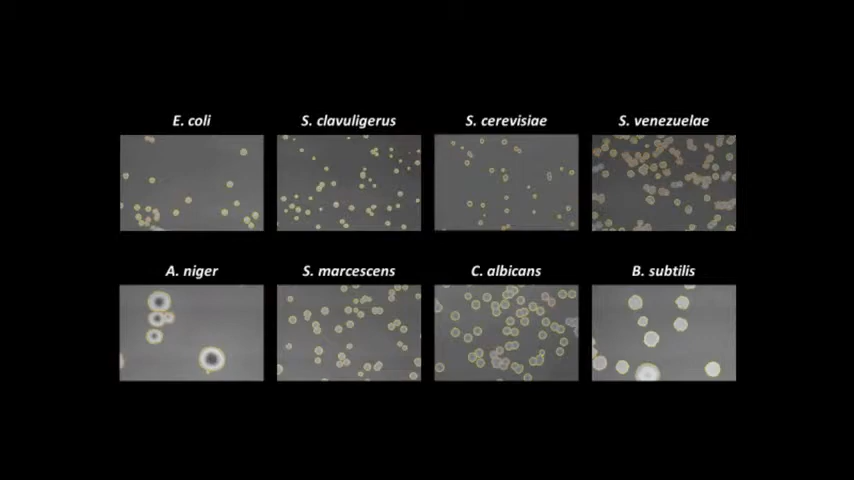 E. coli
S. clavuligerus
S. cerevisiae
S. venezuelae
A. niger
S. marcescens
C. albicans
B. subtilis